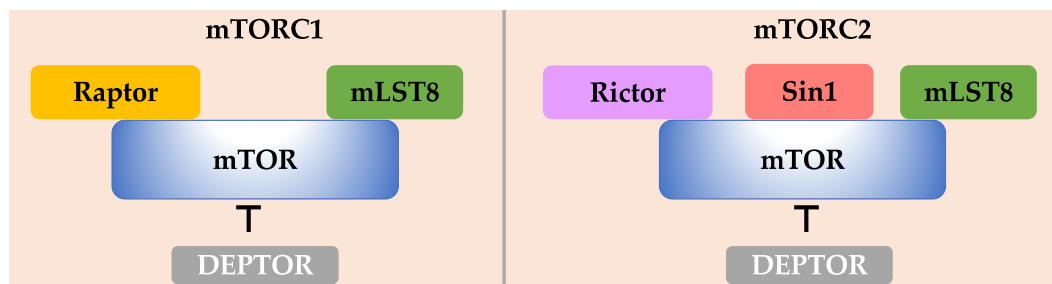 mTORC1
Raptor
mLST8
mTOR
DEPTOR
mTORC2
Rictor
Sin1
mLST8
mTOR
DEPTOR